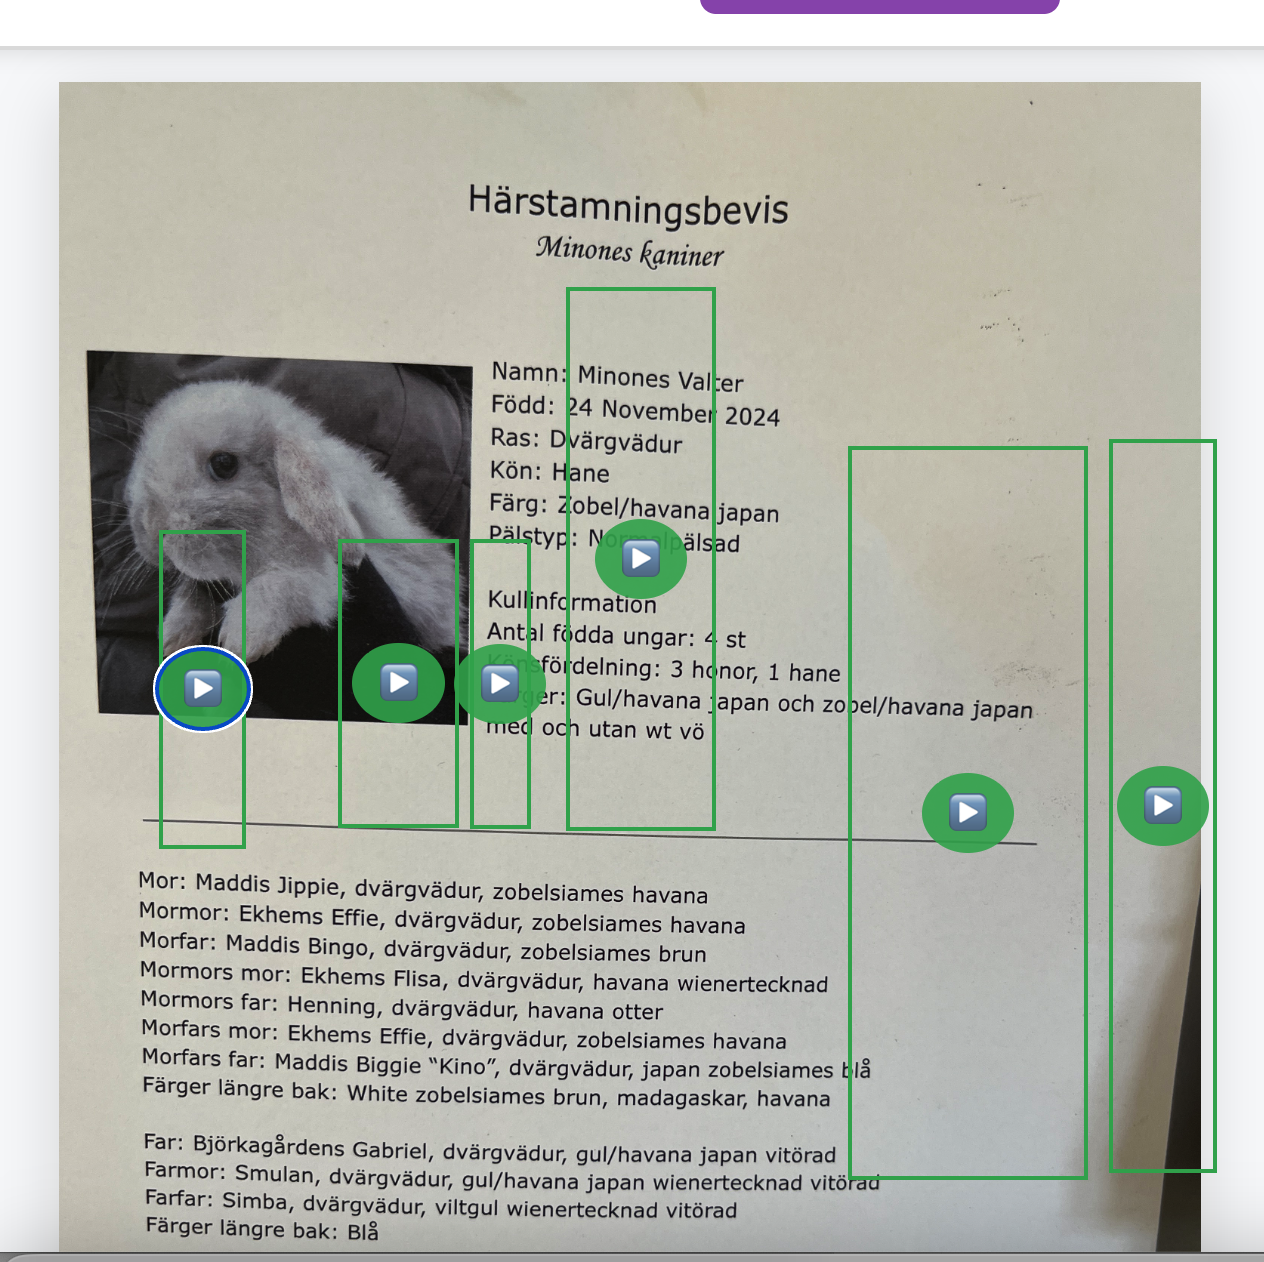 Härstamningsbevis
Minones kaniner
Namn: Minones Valter
Född: 24 November 2024
Ras: Dvärgvädur
Kön: Hane
Färg: Zobel/havana japan
Pälstyp: Normalpälsad
Kullinformation
Antal födda ungar: 4 st
Könsfördelning: 3 honor, 1 hane
Färger: Gul/havana japan och zobel/havana japan
med och utan wt vö
Mor: Maddis Jippie, dvärgvädur, zobelsiames havana
Mormor: Ekhems Effie, dvärgvädur, zobelsiames havana
Morfar: Maddis Bingo, dvärgvädur, zobelsiames brun
Mormors mor: Ekhems Flisa, dvärgvädur, havana wienertecknad
Mormors far: Henning, dvärgvädur, havana otter
Morfars mor: Ekhems Effie, dvärgvädur, zobelsiames havana
Morfars far: Maddis Biggie “Kino”, dvärgvädur, japan zobelsiames blå
Färger längre bak: White zobelsiames brun, madagaskar, havana
Far: Björkagårdens Gabriel, dvärgvädur, gul/havana japan vitörad
Farmor: Smulan, dvärgvädur, gul/havana japan wienertecknad vitörad
Farfar: Simba, dvärgvädur, viltgul wienertecknad vitörad
Färger längre bak: Blå